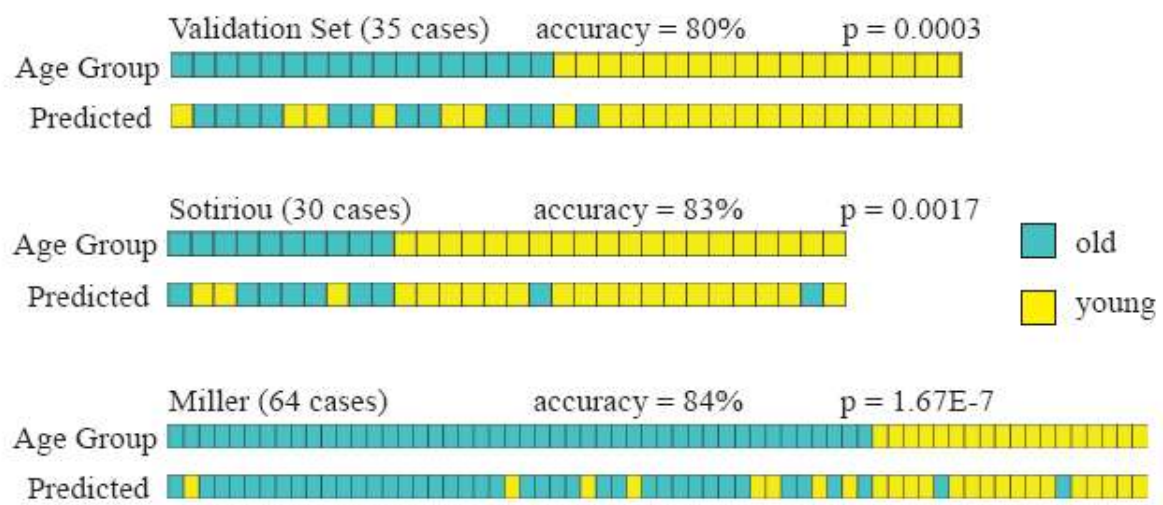 Validation Set (35 cases) accuracy = 80% p = 0.0003
Age Group
Predicted
Sotiriou (30 cases) accuracy = 83% p = 0.0017
Age Group
Predicted
old
young
Miller (64 cases) accuracy = 84% p = 1.67E-7
Age Group
Predicted